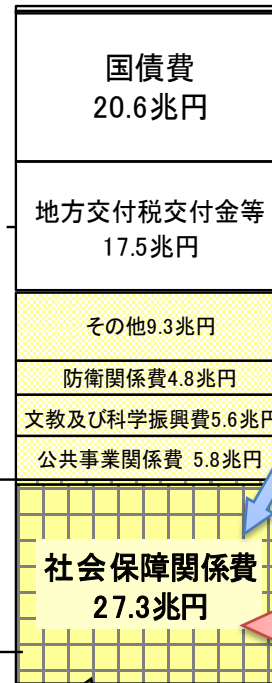 国債費
20.6兆円
地方交付税交付金等
17.5兆円
その他9.3兆円
防衛関係費4.8兆円
文教及び科学振興費5.6兆円
公共事業関係費 5.8兆円
社会保障関係費
27.3兆円